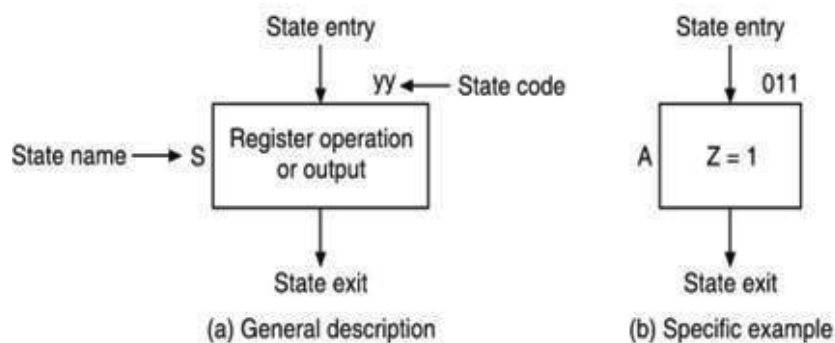 State entry
yy
State code
State name
S
Register operation
or output
State exit
(a) General description
State entry
011
A
Z = 1
State exit
(b) Specific example